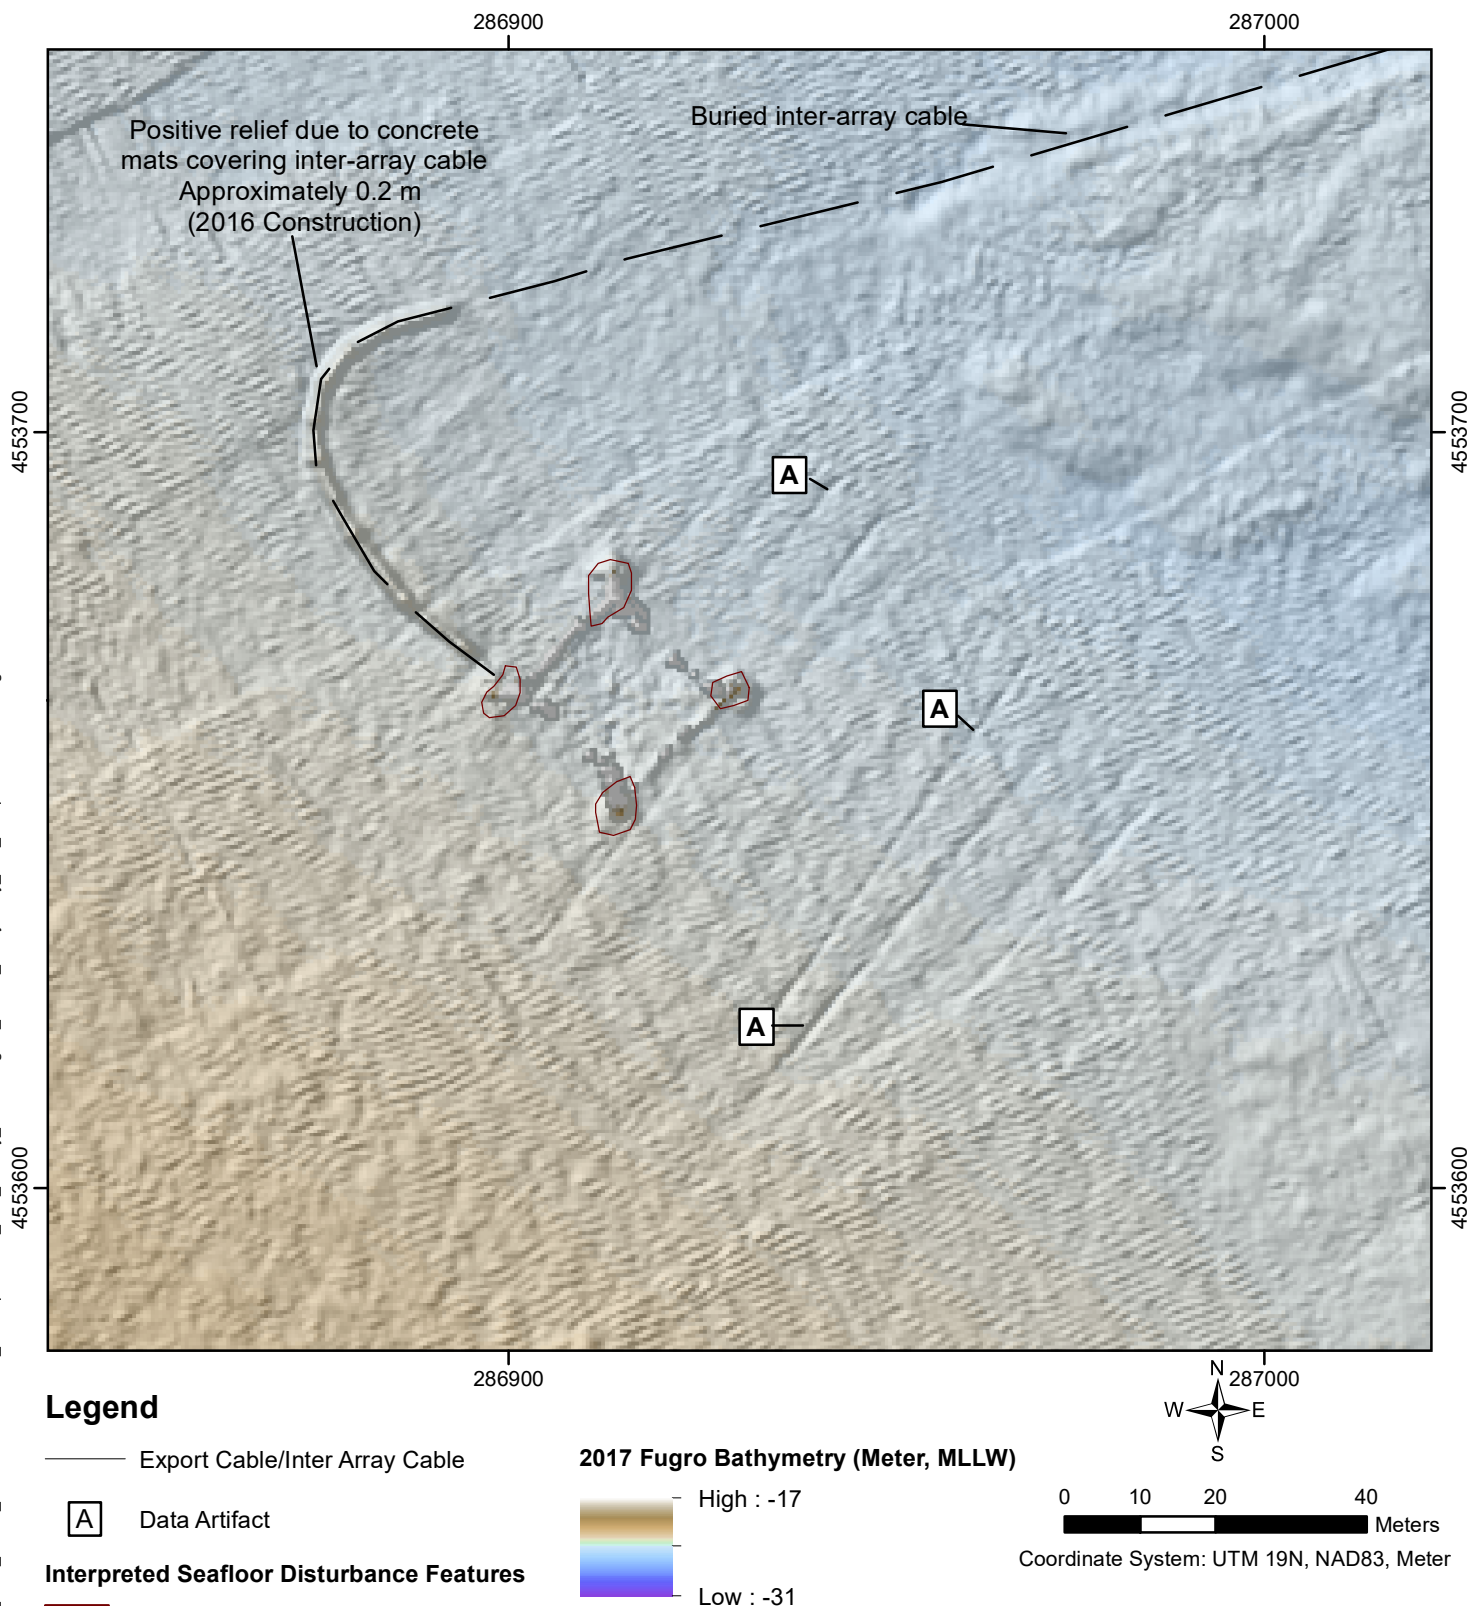 286900 287000
Positive relief due to concrete
mats covering inter-array cable
Approximately 0.2 m
(2016 Construction)
Buried inter-array cable
4553700 4553700
A
A
A
4553600 4553600
286900 287000
Legend
Export Cable/Inter Array Cable
A Data Artifact
Interpreted Seafloor Disturbance Features
2017 Fugro Bathymetry (Meter, MLLW)
High : -17
Low : -31
N
W E
S
0 10 20 40
Meters
Coordinate System: UTM 19N, NAD83, Meter